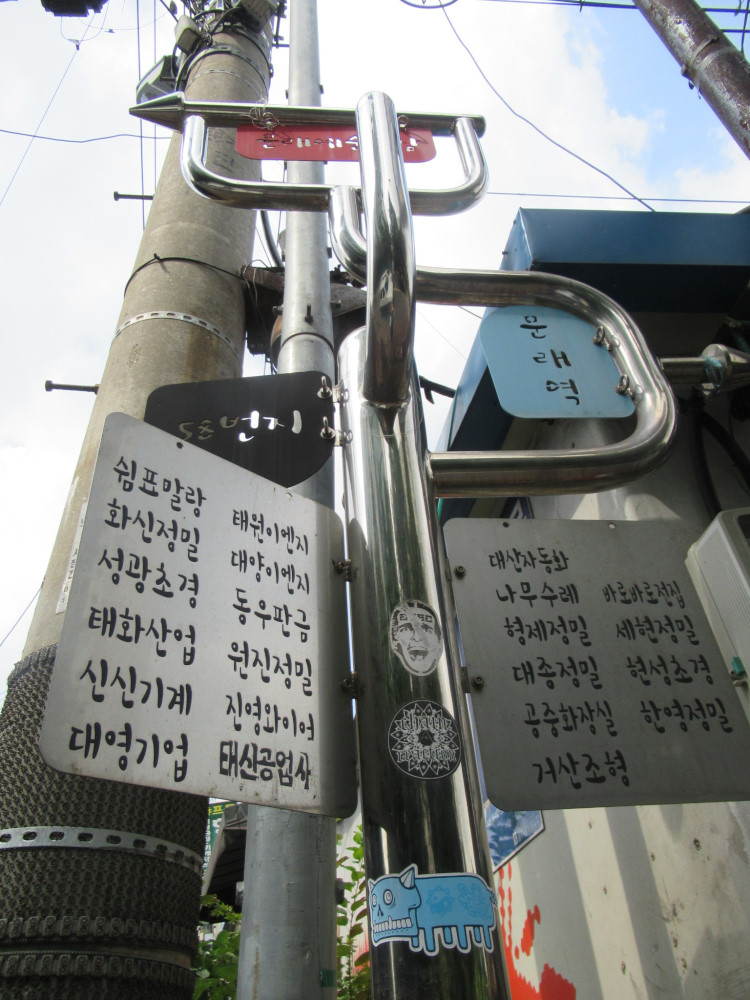 문래역
58번지
쉼표말랑
화신정밀
성광초경
태화산업
신신기계
대영기업
태원이엔지
대양이엔지
동우판금
원진정밀
진영와이어
태신공업사
대산자동화
나무수레
형제정밀
대종정밀
공중화장실
거산조형
바로바로전집
세현정밀
현성초경
한영정밀